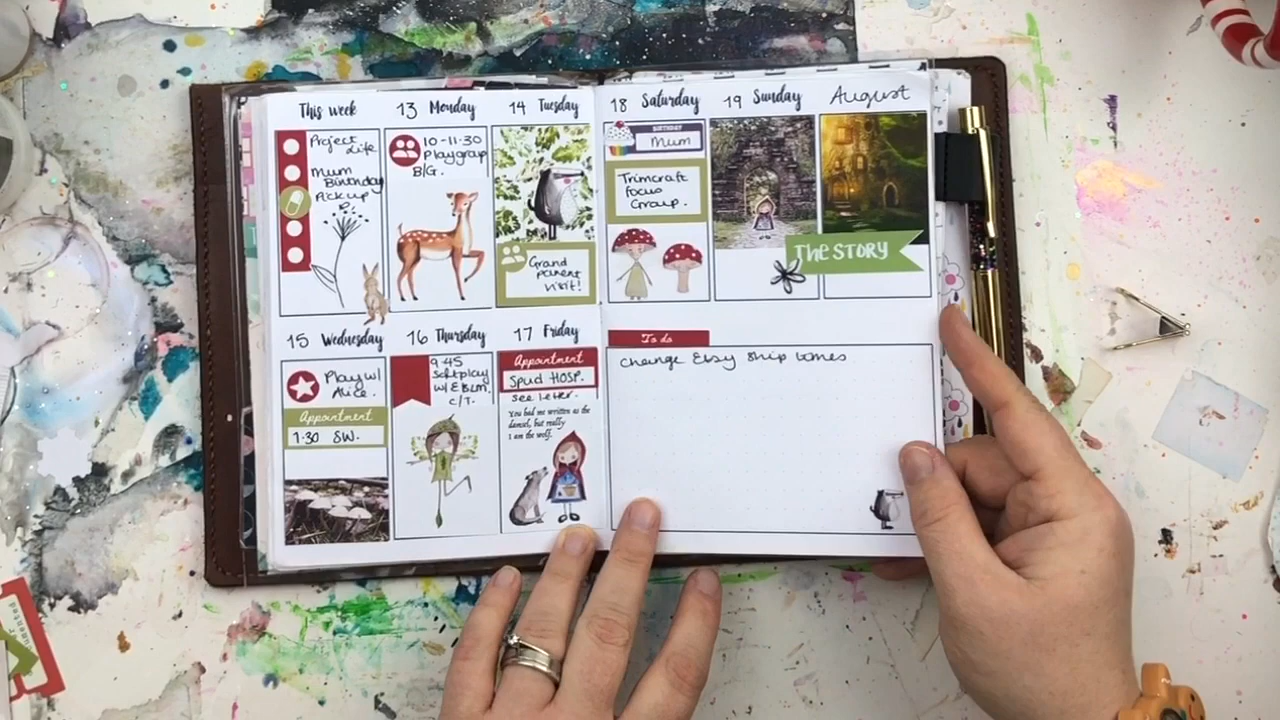 This week
Project
Life
Mum
Birthday
Pick up
13 Monday
10-11:30
Playgroup
B/G.
14 Tuesday
Grand
parent
visit!
15 Wednesday
Play w/
Alice.
Appointment
1.30 SW.
16 Thursday
9.45
Softplay
w/ E & Lm.
C/T.
17 Friday
Appointment
Spud HOSP.
see letter.
You had me written as the
damsel, but really
I am the wolf.
18 Saturday
BIRTHDAY
Mum
Trimcraft
focus
Group.
19 Sunday
August
THE STORY
To do
Change Etsy Ship times